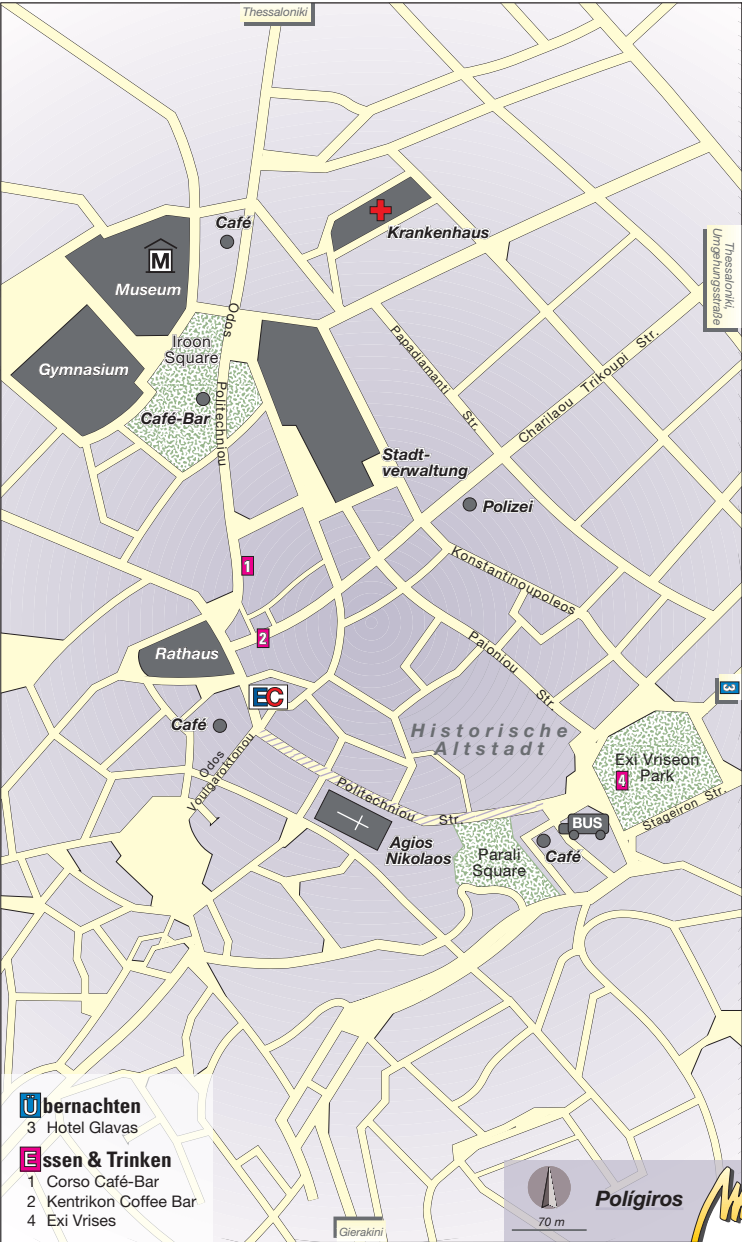 Thessaloniki
Café
Krankenhaus
M
Museum
Thessaloniki,
Umgehungsstraße
Odos
Politechniou
Iroon
Square
Gymnasium
Café-Bar
Papadiamanti Str.
Charilaou Trikoupi Str.
Stadt-
verwaltung
Polizei
Konstantinoupoleos
1
2
Rathaus
Paioniou Str.
EC
3
Café
Odos
Voulgaroktonou
Historische
Altstadt
Exi Vriseon
Park
4
Politechniou Str.
Stageiron Str.
BUS
Agios
Nikolaos
Parali
Square
Café
Übernachten
3 Hotel Glavas
Essen & Trinken
1 Corso Café-Bar
2 Kentrikon Coffee Bar
4 Exi Vrises
Gierakini
70 m
Polígiros